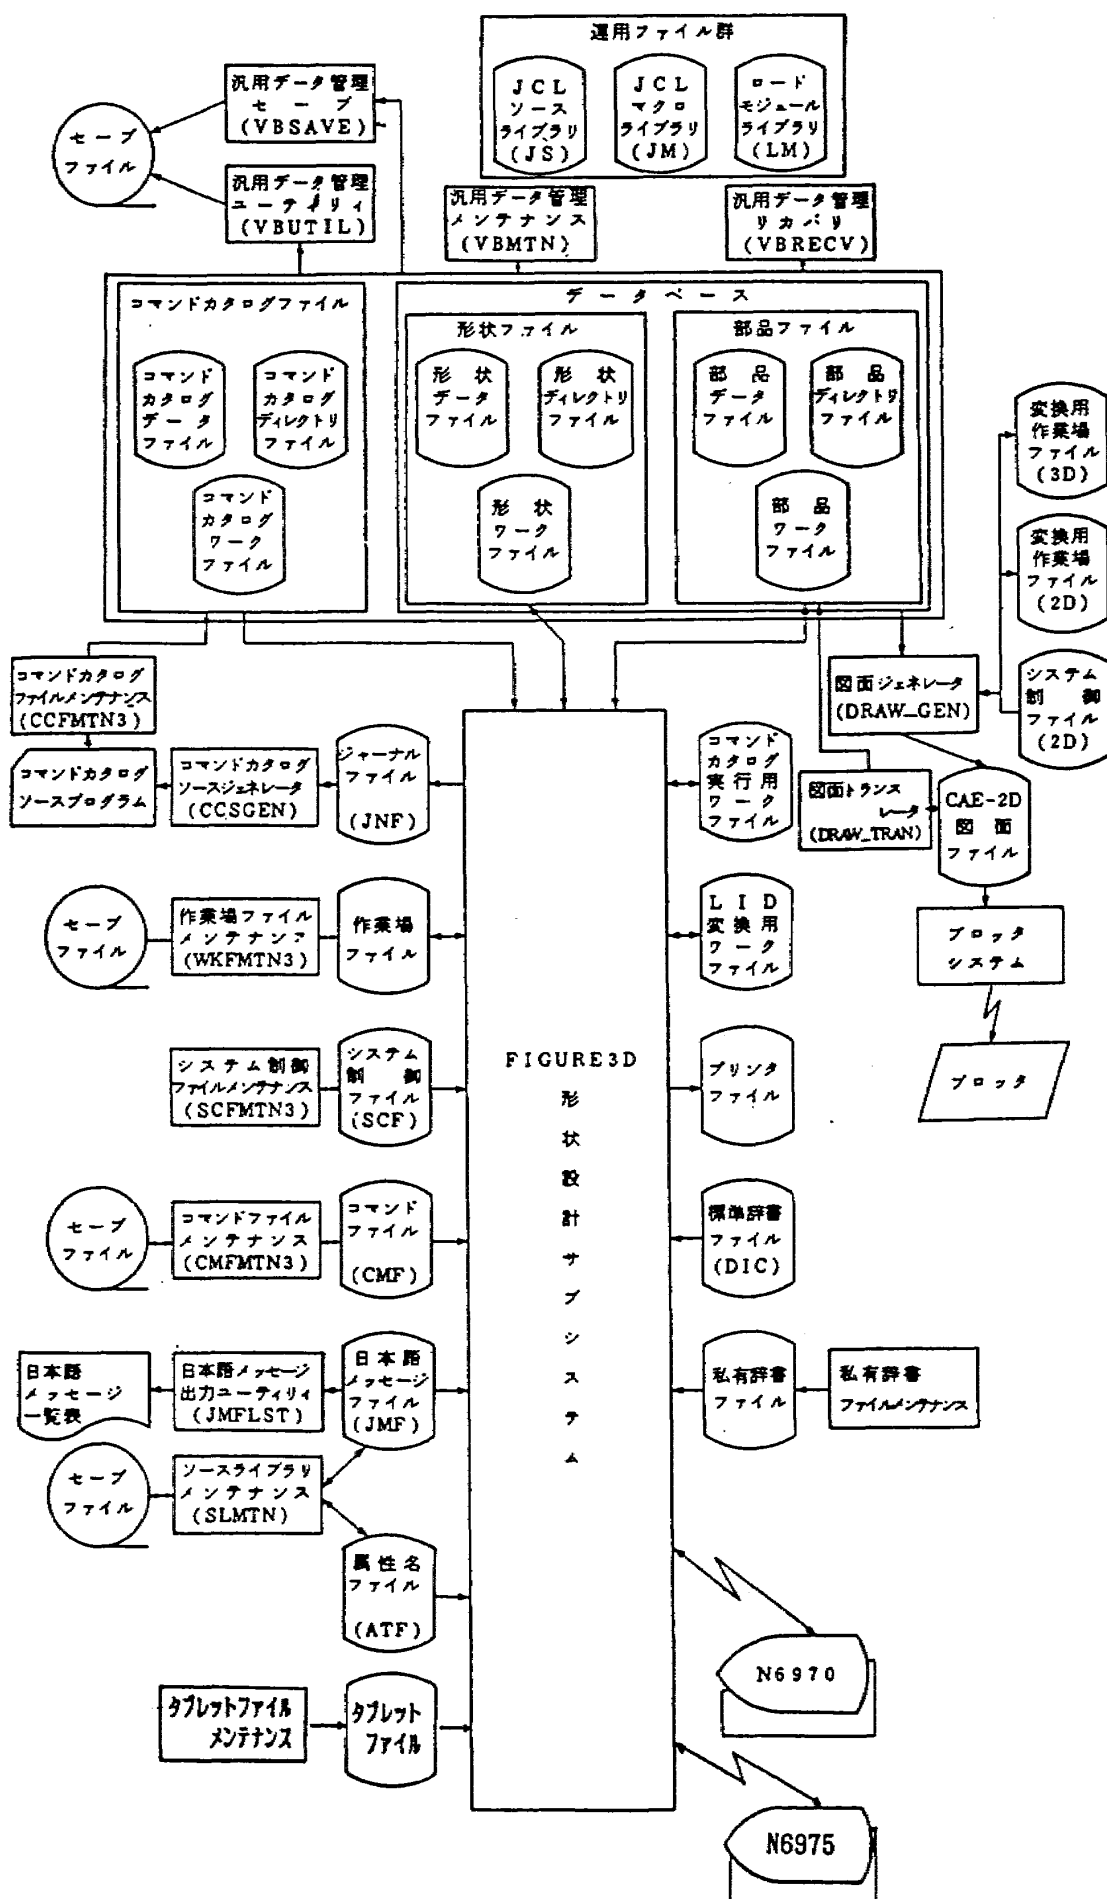 運用ファイル群
JCL
ソース
ライブラリ
(JS)
JCL
マクロ
ライブラリ
(JM)
ロード
モジュール
ライブラリ
(LM)
汎用データ管理
セーブ
(VBSAVE)
セーブ
ファイル
汎用データ管理
ユーティリィ
(VBUTIL)
汎用データ管理
メンテナンス
(VBMTN)
汎用データ管理
リカバリ
(VBRECV)
コマンドカタログファイル
コマンド
カタログ
データ
ファイル
コマンド
カタログ
ディレクトリ
ファイル
コマンド
カタログ
ワーク
ファイル
データベース
形状ファイル
形状
データ
ファイル
形状
ディレクトリ
ファイル
形状
ワーク
ファイル
部品ファイル
部品
データ
ファイル
部品
ディレクトリ
ファイル
部品
ワーク
ファイル
変換用
作業場
ファイル
(3D)
変換用
作業場
ファイル
(2D)
システム
制御
ファイル
(2D)
コマンドカタログ
ファイルメンテナンス
(CCFMTN3)
図面ジェネレータ
(DRAW_GEN)
コマンドカタログ
ソースプログラム
コマンドカタログ
ソースジェネレータ
(CCSGEN)
ジャーナル
ファイル
(JNF)
コマンド
カタログ
実行用
ワーク
ファイル
図面トランス
レータ
(DRAW_TRAN)
CAE-2D
図面
ファイル
セーブ
ファイル
作業場ファイル
メンテナンス
(WKFMTN3)
作業場
ファイル
LID
変換用
ワーク
ファイル
プロッタ
システム
プロッタ
システム制御
ファイルメンテナンス
(SCFMTN3)
システム
制御
ファイル
(SCF)
FIGURE3D
形状設計サブシステム
プリンタ
ファイル
セーブ
ファイル
コマンドファイル
メンテナンス
(CMFMTN3)
コマンド
ファイル
(CMF)
標準辞書
ファイル
(DIC)
日本語
メッセージ
一覧表
日本語メッセージ
出力ユーティリィ
(JMFLST)
日本語
メッセージ
ファイル
(JMF)
私有辞書
ファイル
私有辞書
ファイルメンテナンス
セーブ
ファイル
ソースライブラリ
メンテナンス
(SLMTN)
属性名
ファイル
(ATF)
N6970
タブレットファイル
メンテナンス
タブレット
ファイル
N6975